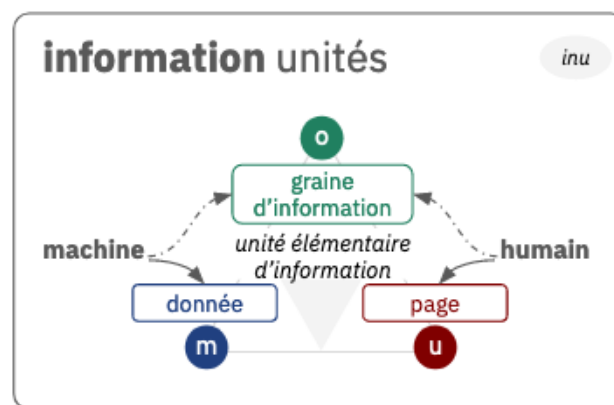 information unités
inu
o
graine
d'information
machine
unité élémentaire
d'information
humain
donnée
page
m
u